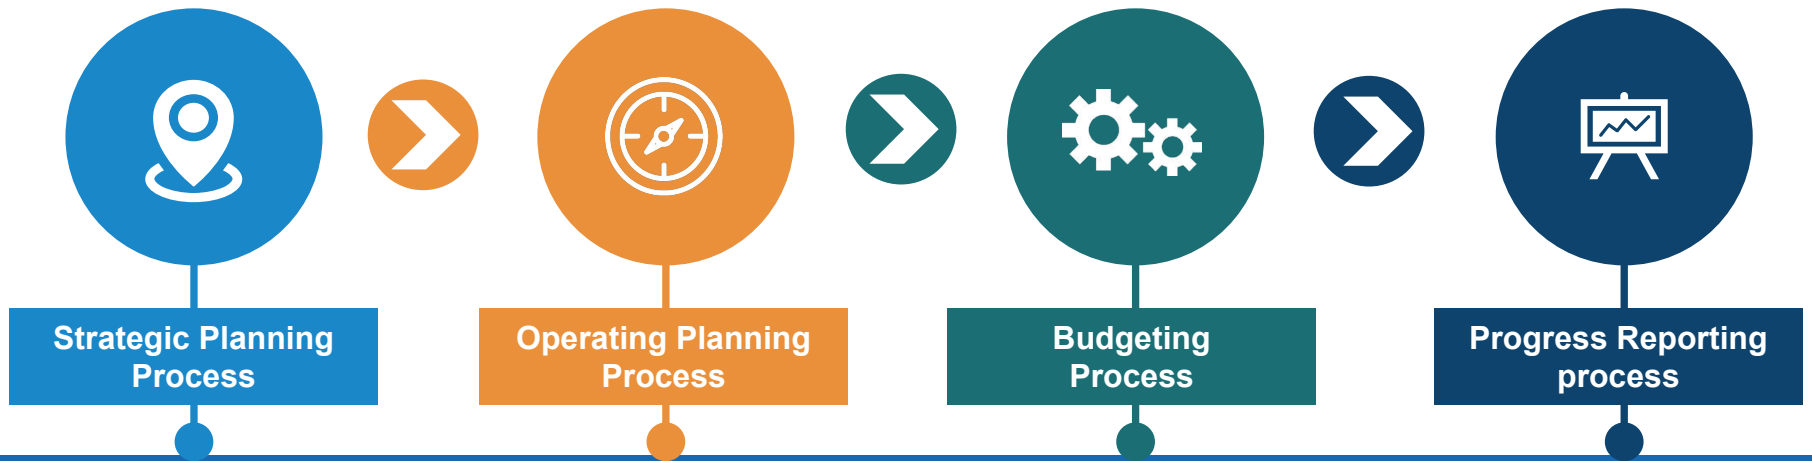 Strategic Planning
Process
Operating Planning
Process
Budgeting
Process
Progress Reporting
process